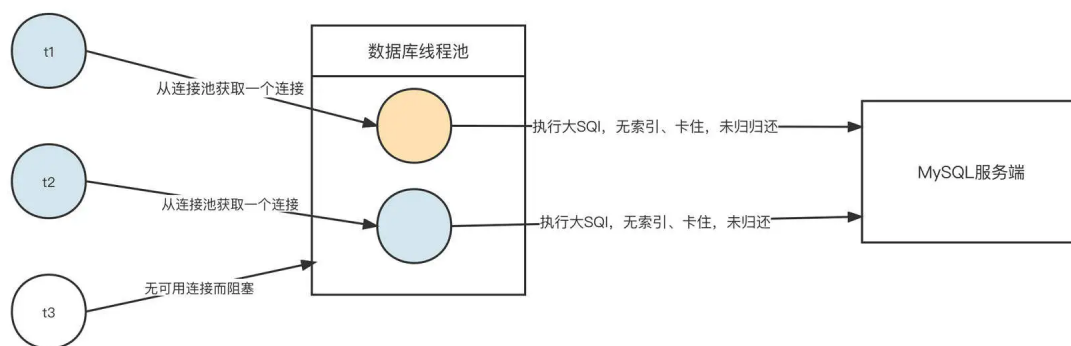 t1
数据库线程池
从连接池获取一个连接
执行大SQl，无索引、卡住，未归归还
MySQL服务端
t2
从连接池获取一个连接
执行大SQl，无索引、卡住，未归还
无可用连接而阻塞
t3